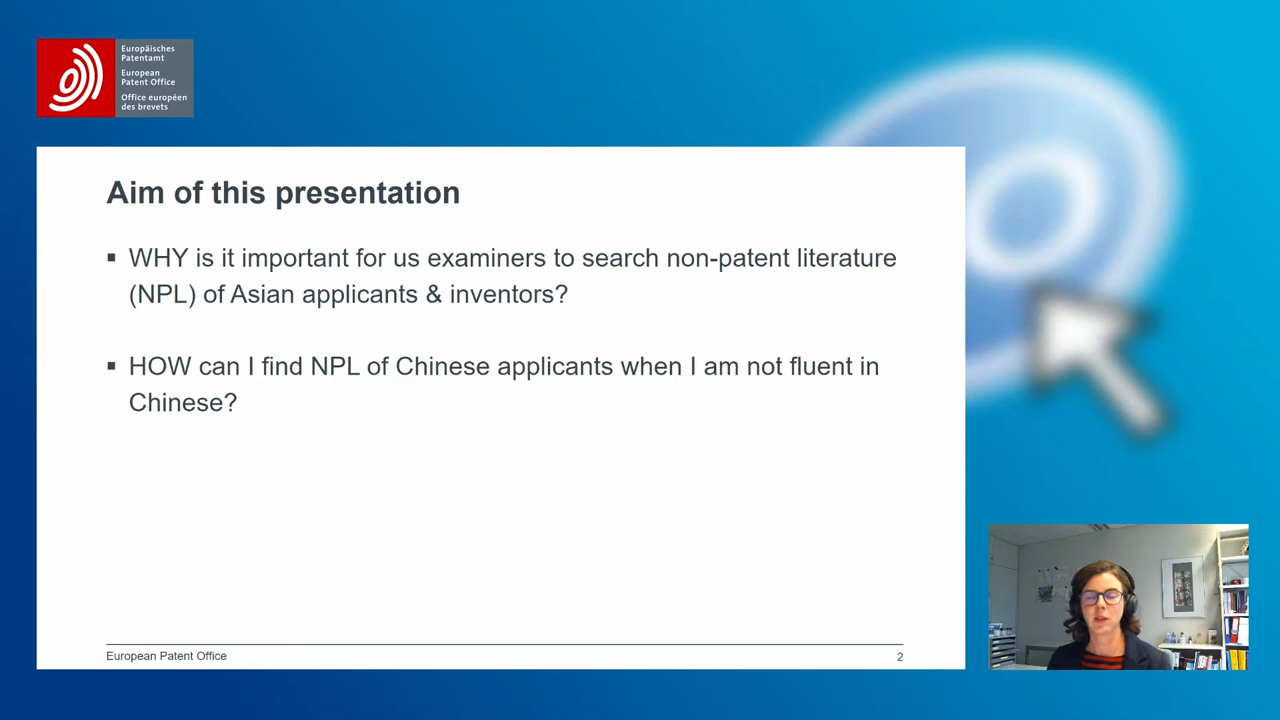 Europäisches
Patentamt
European
Patent Office
Office européen
des brevets
Aim of this presentation
▪ WHY is it important for us examiners to search non-patent literature
(NPL) of Asian applicants & inventors?
▪ HOW can I find NPL of Chinese applicants when I am not fluent in
Chinese?
European Patent Office
2